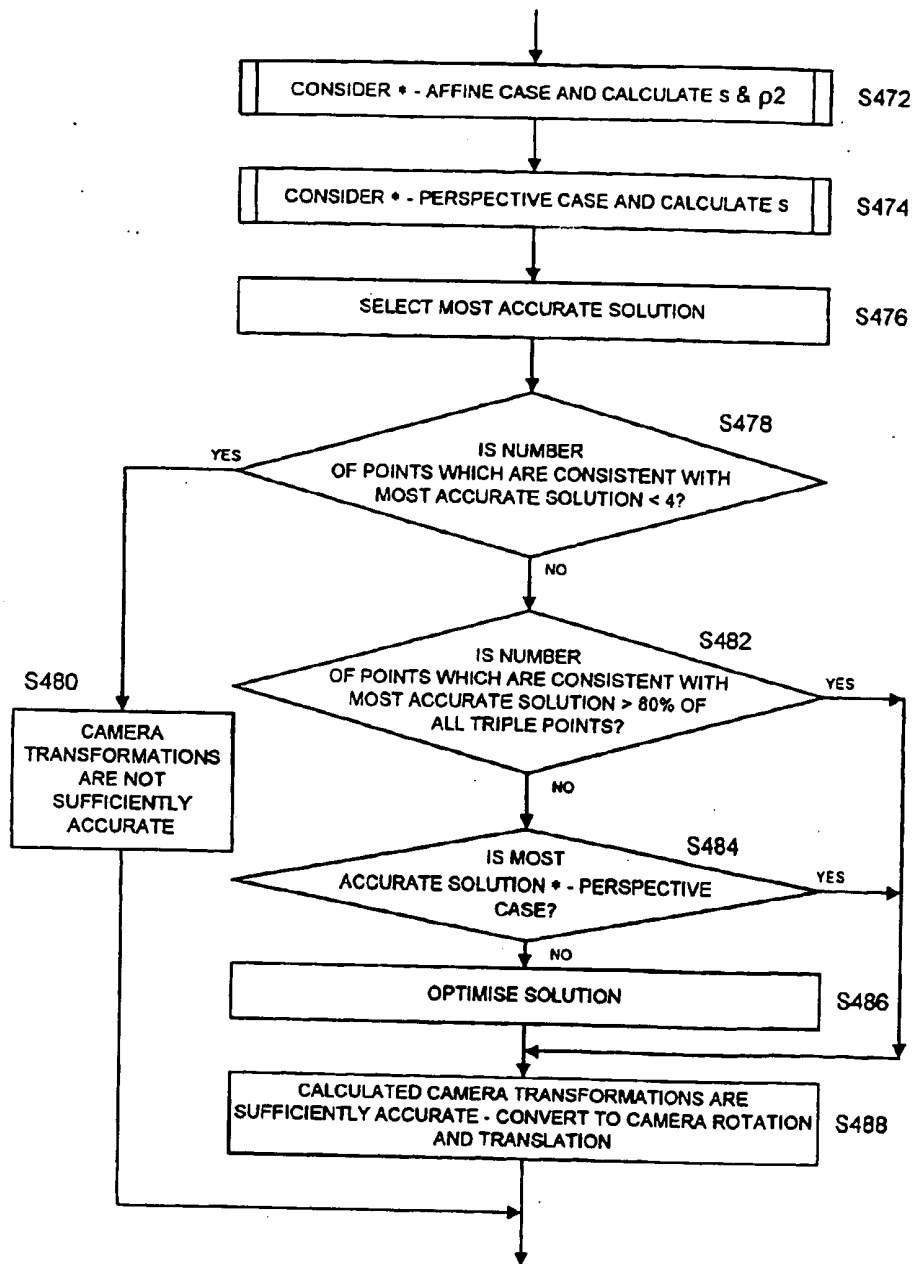 CONSIDER * - AFFINE CASE AND CALCULATE s & ρ2
S472
CONSIDER * - PERSPECTIVE CASE AND CALCULATE s
S474
SELECT MOST ACCURATE SOLUTION
S476
S478
YES
IS NUMBER
OF POINTS WHICH ARE CONSISTENT WITH
MOST ACCURATE SOLUTION < 4?
NO
S482
IS NUMBER
OF POINTS WHICH ARE CONSISTENT WITH
MOST ACCURATE SOLUTION > 80% OF
ALL TRIPLE POINTS?
YES
S480
CAMERA
TRANSFORMATIONS
ARE NOT
SUFFICIENTLY
ACCURATE
NO
S484
IS MOST
ACCURATE SOLUTION * - PERSPECTIVE
CASE?
YES
NO
OPTIMISE SOLUTION
S486
CALCULATED CAMERA TRANSFORMATIONS ARE
SUFFICIENTLY ACCURATE - CONVERT TO CAMERA ROTATION
AND TRANSLATION
S488